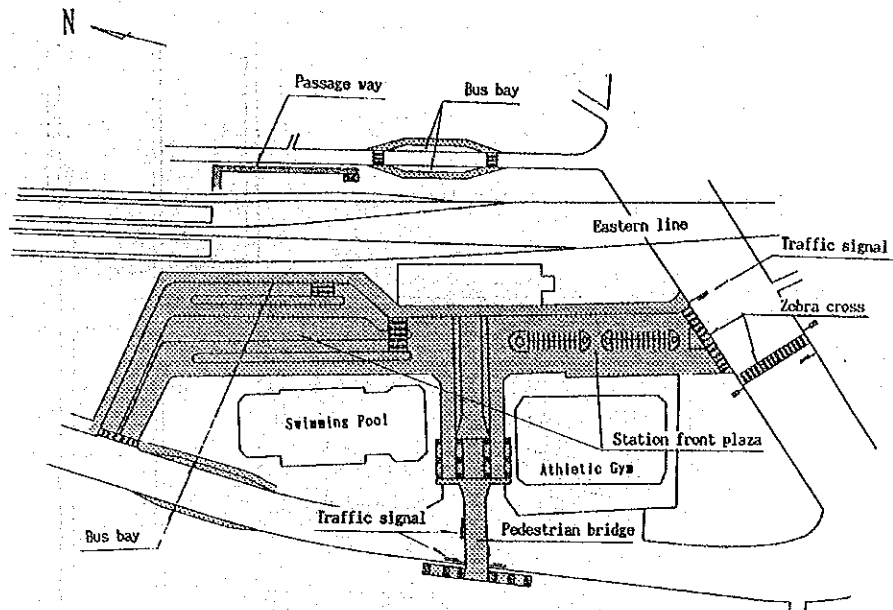 N
Passage way
Bus bay
Eastern line
Traffic signal
Zebra cross
Swimming Pool
Station front plaza
Athletic Gym
Traffic signal
Pedestrian bridge
Bus bay